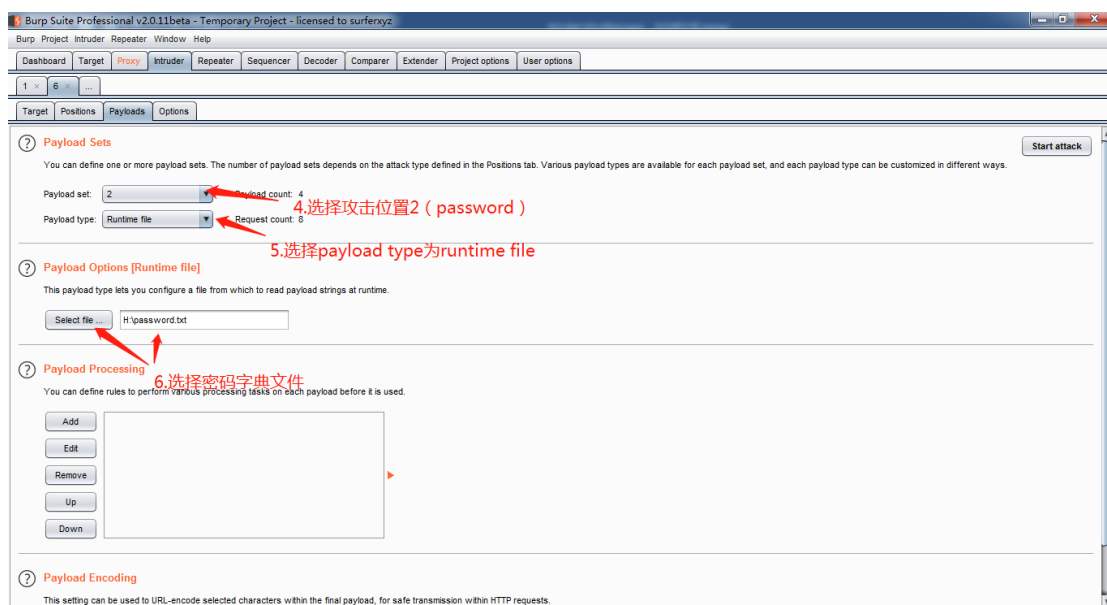 Burp Suite Professional v2.0.11beta - Temporary Project - licensed to surferxyz
Burp Project Intruder Repeater Window Help
Dashboard Target Proxy Intruder Repeater Sequencer Decoder Comparer Extender Project options User options
1 × 6 × ...
Target Positions Payloads Options
? Payload Sets
Start attack
You can define one or more payload sets. The number of payload sets depends on the attack type defined in the Positions tab. Various payload types are available for each payload set, and each payload type can be customized in different ways.
Payload set: 2 Payload count: 4
4.选择攻击位置2（password）
Payload type: Runtime file Request count: 8
5.选择payload type为runtime file
? Payload Options [Runtime file]
This payload type lets you configure a file from which to read payload strings at runtime.
Select file ... H:\password.txt
? Payload Processing
6.选择密码字典文件
You can define rules to perform various processing tasks on each payload before it is used.
Add
Edit
Remove
Up
Down
? Payload Encoding
This setting can be used to URL-encode selected characters within the final payload, for safe transmission within HTTP requests.